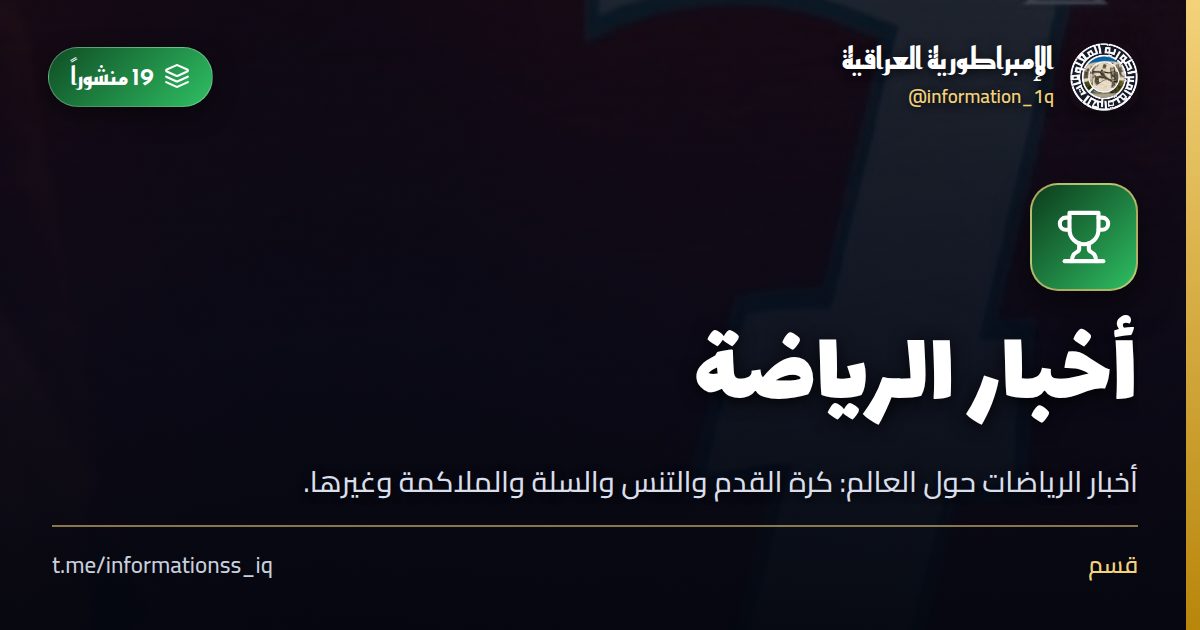 الإمبراطورية العراقية
@information_1q
19 منشوراً
أخبار الرياضة
أخبار الرياضات حول العالم: كرة القدم والتنس والسلة والملاكمة وغيرها.
قسم
t.me/informationss_iq